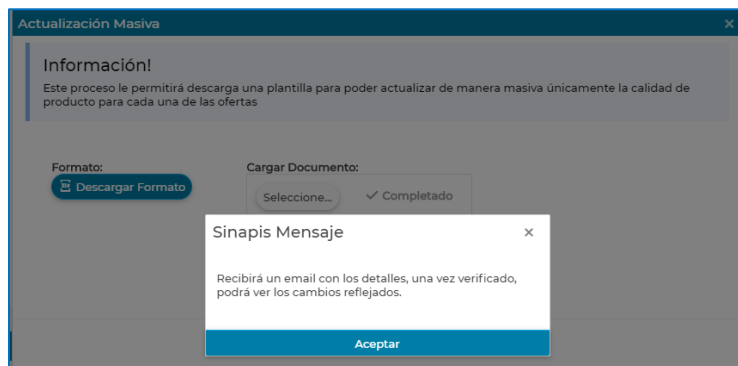 Actualización Masiva
Información!
Este proceso le permitirá descarga una plantilla para poder actualizar de manera masiva únicamente la calidad de
producto para cada una de las ofertas
Formato:
Cargar Documento:
Descargar Formato
Seleccione...
Completado
Sinapis Mensaje
Recibirá un email con los detalles, una vez verificado,
podrá ver los cambios reflejados.
Aceptar